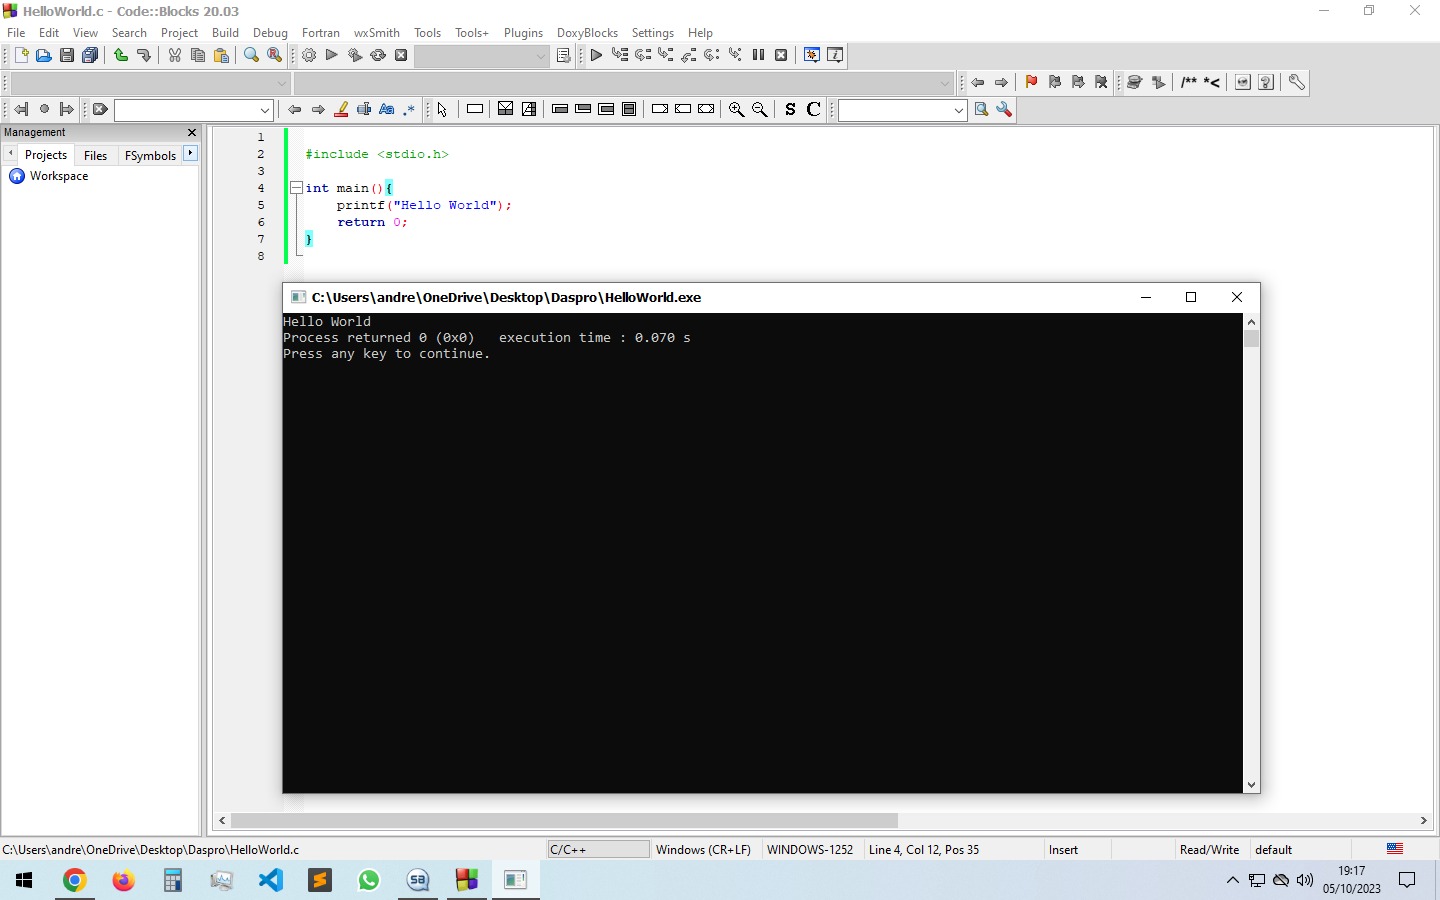 HelloWorld.c - Code::Blocks 20.03
File Edit View Search Project Build Debug Fortran wxSmith Tools Tools+ Plugins DoxyBlocks Settings Help
/** *<
Aa .*
S C
Management
Projects Files FSymbols
Workspace
1
2 #include <stdio.h>
3
4 int main(){
5 printf("Hello World");
6 return 0;
7 }
8
C:\Users\andre\OneDrive\Desktop\Daspro\HelloWorld.exe
Hello World
Process returned 0 (0x0)   execution time : 0.070 s
Press any key to continue.
C:\Users\andre\OneDrive\Desktop\Daspro\HelloWorld.c C/C++ Windows (CR+LF) WINDOWS-1252 Line 4, Col 12, Pos 35 Insert Read/Write default
19:17
05/10/2023